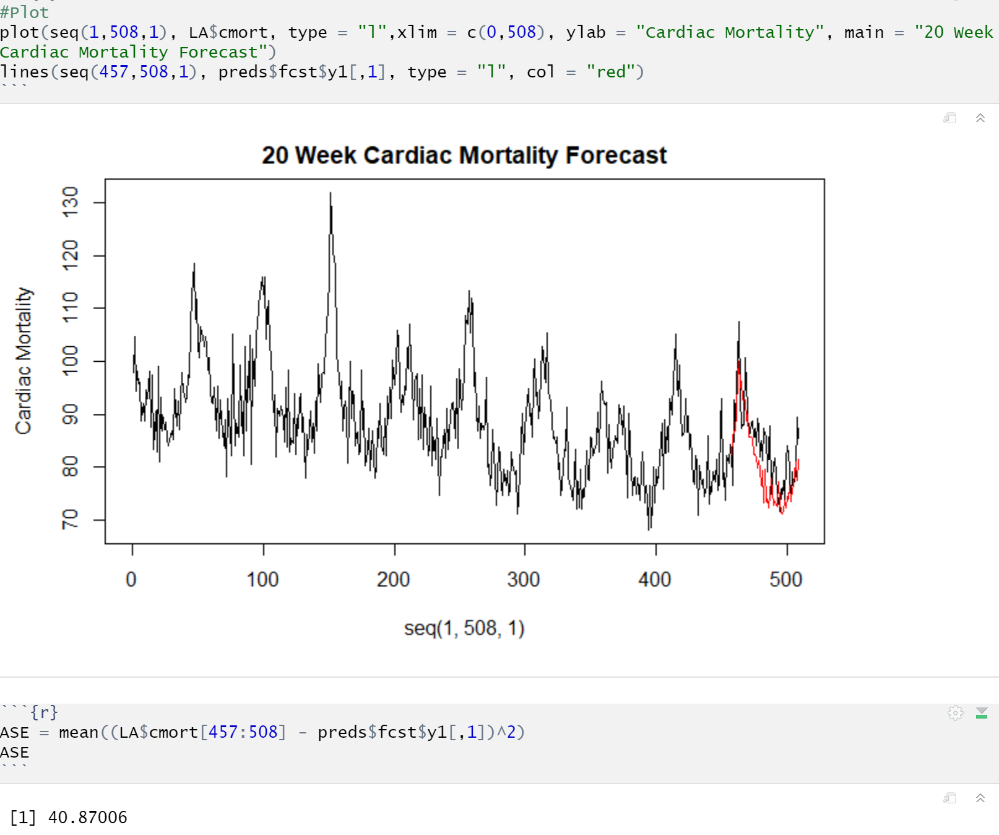 #Plot
plot(seq(1,508,1), LA$cmort, type = "l",xlim = c(0,508), ylab = "Cardiac Mortality", main = "20 Week
Cardiac Mortality Forecast")
lines(seq(457,508,1), preds$fcst$y1[,1], type = "l", col = "red")
```
20 Week Cardiac Mortality Forecast
130
120
110
100
90
80
70
Cardiac Mortality
0 100 200 300 400 500
seq(1, 508, 1)
```{r}
ASE = mean((LA$cmort[457:508] - preds$fcst$y1[,1])^2)
ASE
```
[1] 40.87006